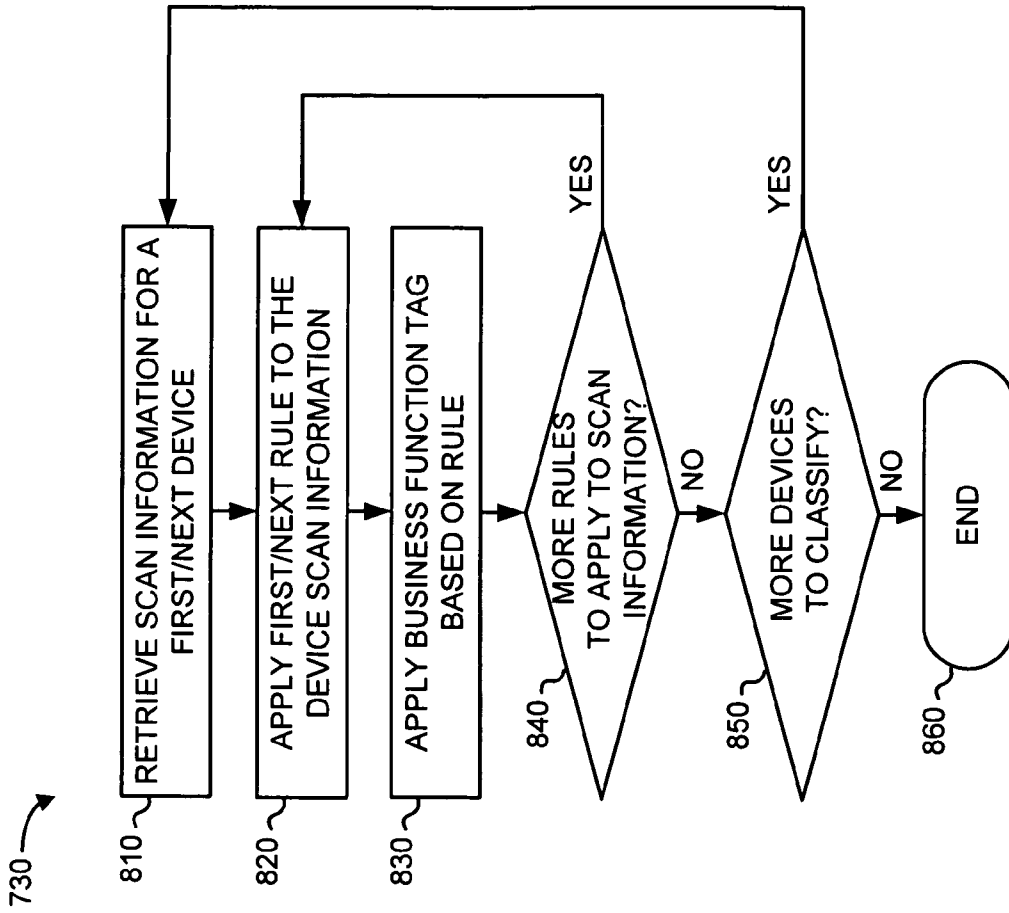 730
810
RETRIEVE SCAN INFORMATION FOR A
FIRST/NEXT DEVICE
820
APPLY FIRST/NEXT RULE TO THE
DEVICE SCAN INFORMATION
830
APPLY BUSINESS FUNCTION TAG
BASED ON RULE
840
MORE RULES
TO APPLY TO SCAN
INFORMATION?
YES
NO
850
MORE DEVICES
TO CLASSIFY?
YES
NO
860
END